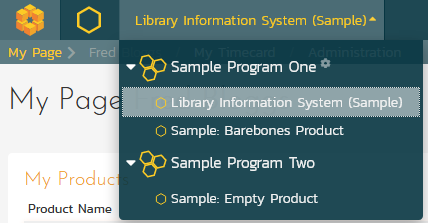 Library Information System (Sample)
My Page > Fred My Timecard Administration
Sample Program One
My Page
Library Information System (Sample)
Sample: Barebones Product
Sample Program Two
My Products
Sample: Empty Product
Product Name